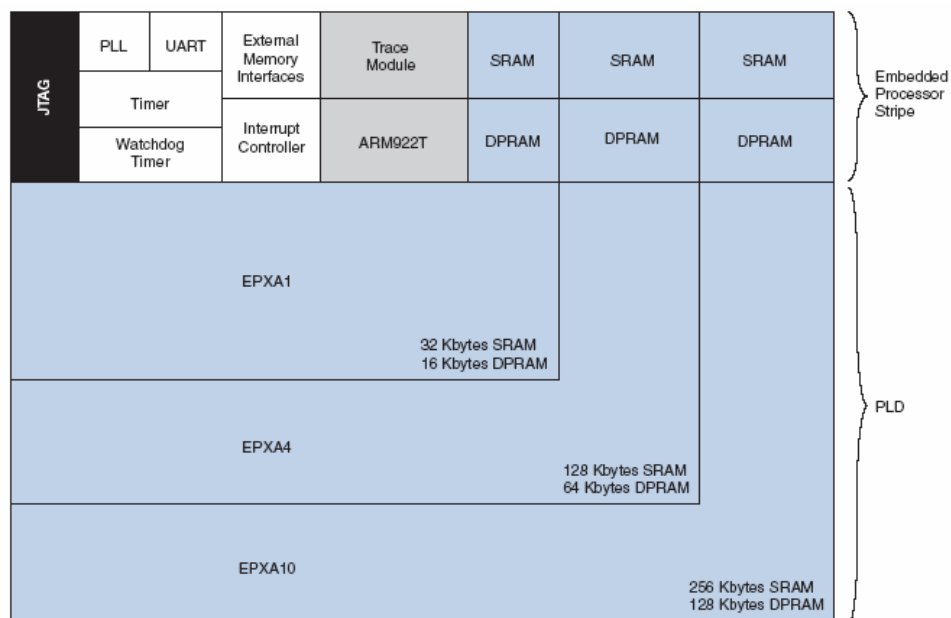 JTAG
PLL
UART
Timer
Watchdog
Timer
External
Memory
Interfaces
Interrupt
Controller
Trace
Module
ARM922T
SRAM
DPRAM
SRAM
DPRAM
SRAM
DPRAM
Embedded
Processor
Stripe
EPXA1
32 Kbytes SRAM
16 Kbytes DPRAM
EPXA4
128 Kbytes SRAM
64 Kbytes DPRAM
EPXA10
256 Kbytes SRAM
128 Kbytes DPRAM
PLD